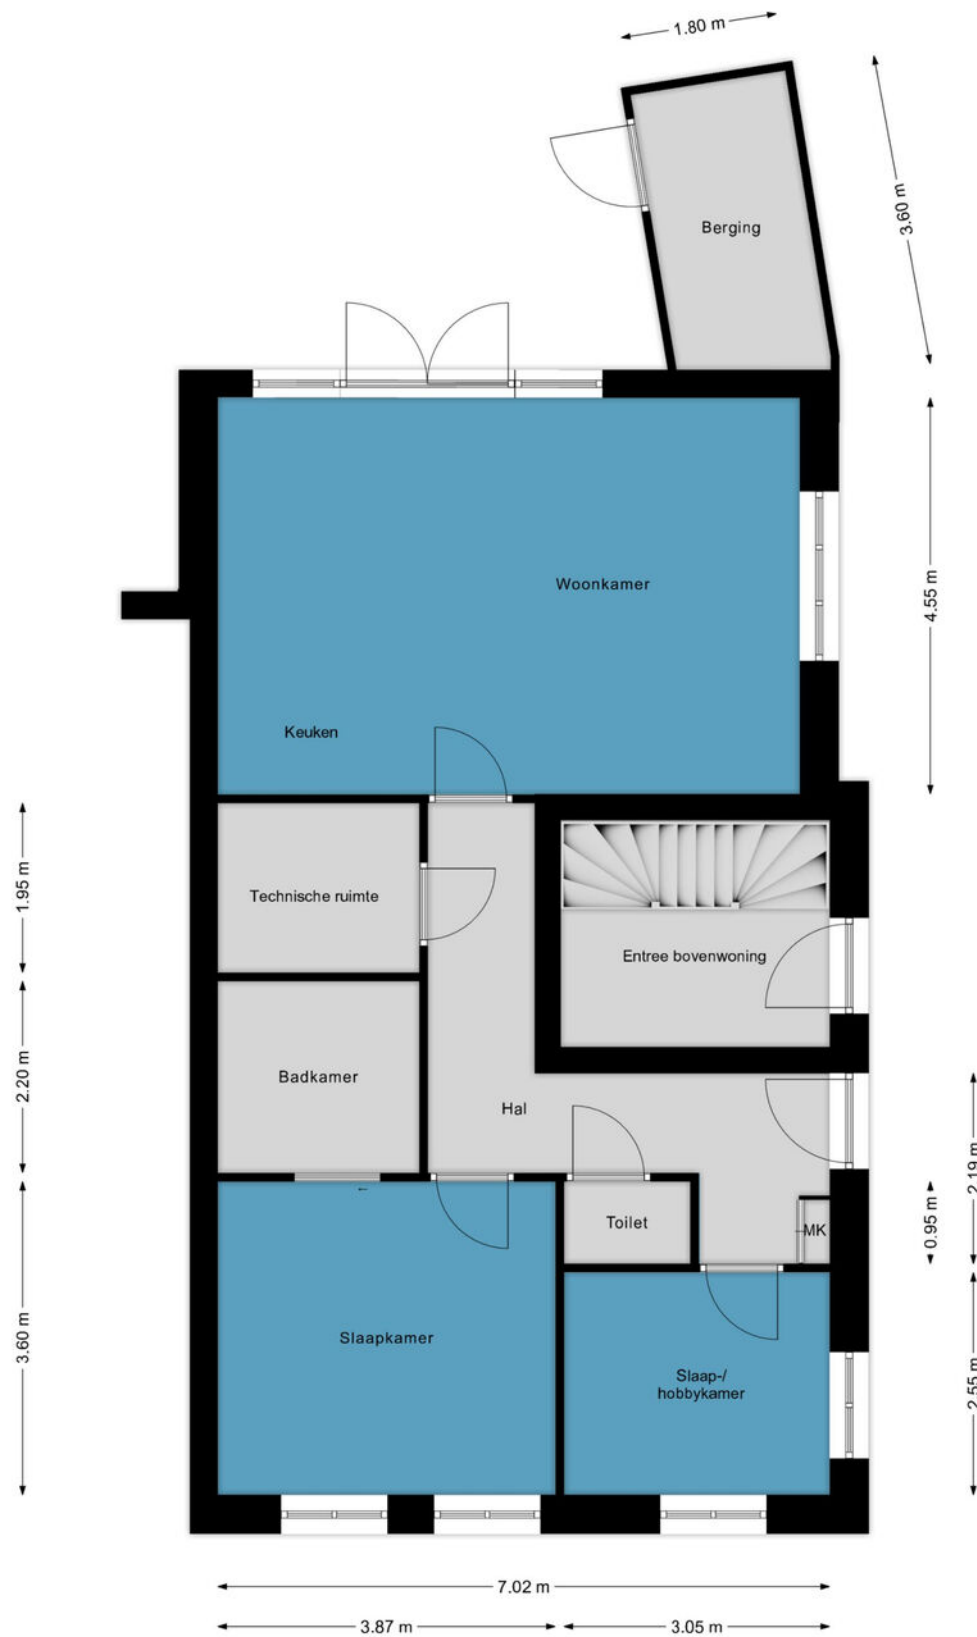 1.80 m
3.60 m
Berging
Woonkamer
4.55 m
Keuken
1.95 m
Technische ruimte
Entree bovenwoning
2.20 m
Badkamer
Hal
2.19 m
0.95 m
Toilet
MK
3.60 m
Slaapkamer
Slaap-/
hobbykamer
2.55 m
7.02 m
3.87 m
3.05 m